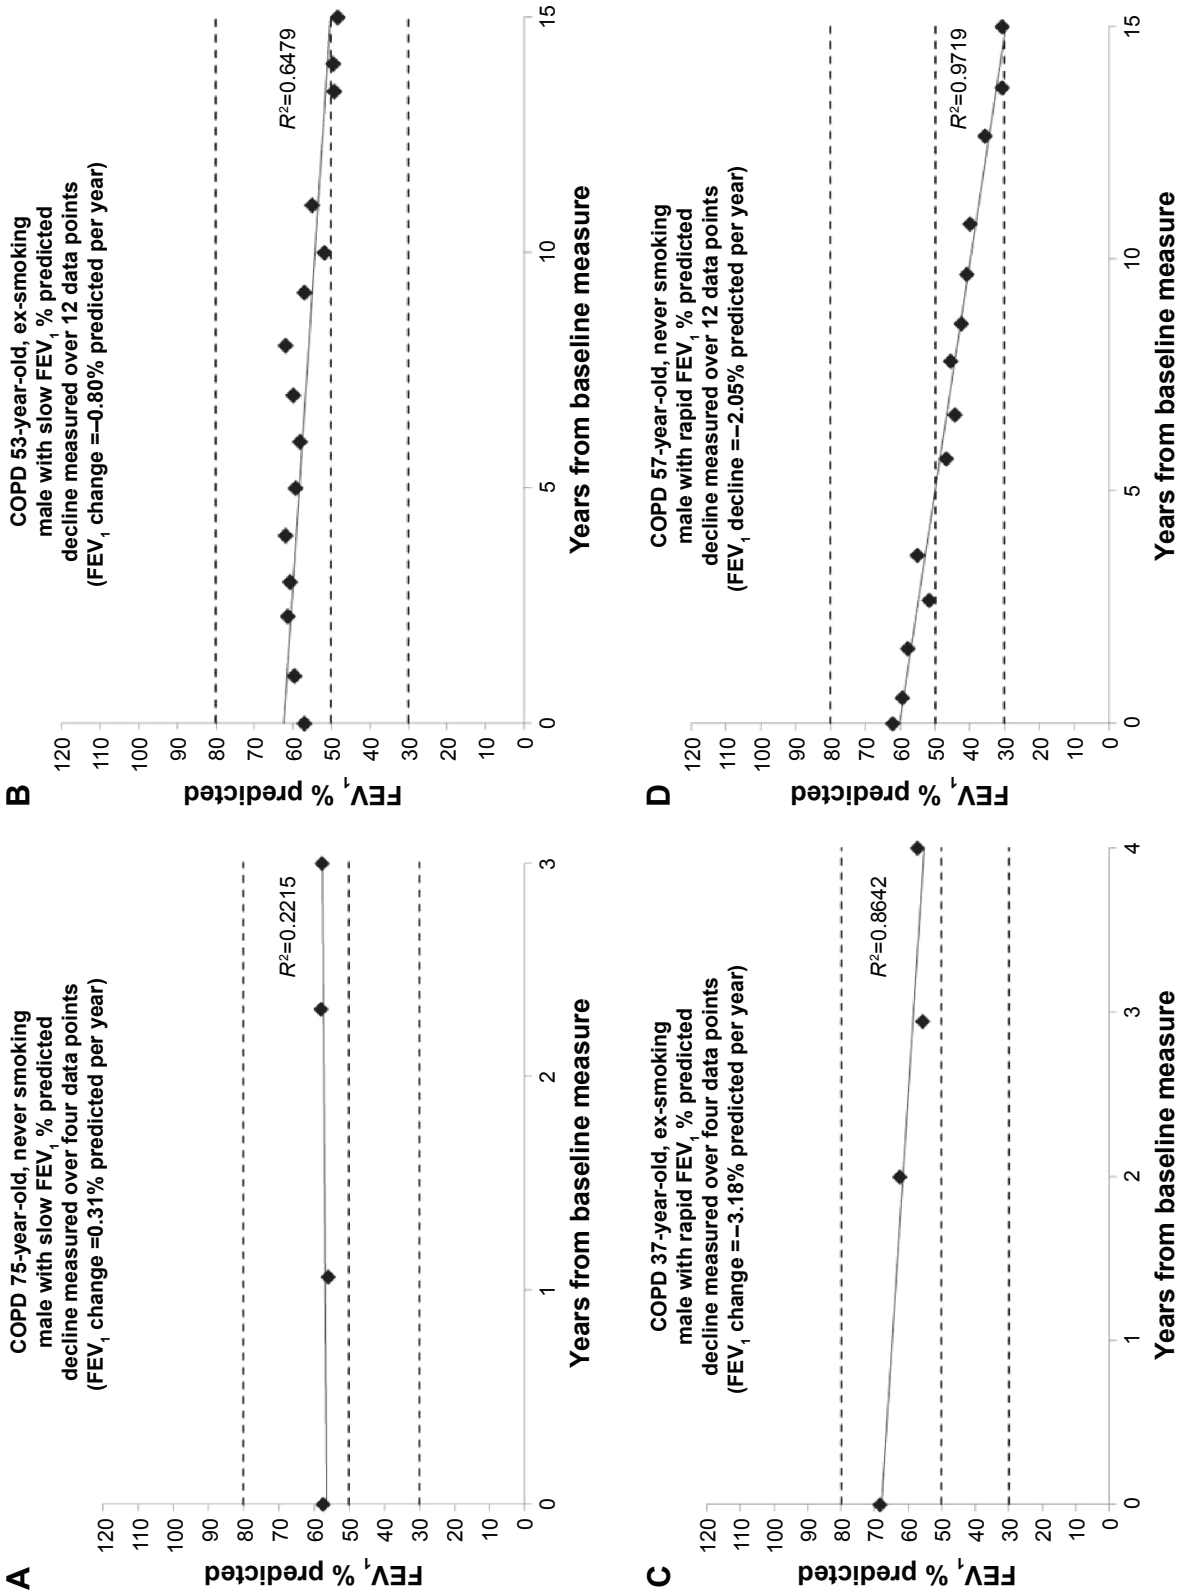 A
COPD 75-year-old, never smoking
male with slow FEV₁ % predicted
decline measured over four data points
(FEV₁ change =0.31% predicted per year)
120
110
100
90
80
70
60
50
40
30
20
10
0
FEV₁ % predicted
R²=0.2215
0
1
2
3
Years from baseline measure
B
COPD 53-year-old, ex-smoking
male with slow FEV₁ % predicted
decline measured over 12 data points
(FEV₁ change =–0.80% predicted per year)
120
110
100
90
80
70
60
50
40
30
20
10
0
FEV₁ % predicted
R²=0.6479
0
5
10
15
Years from baseline measure
C
COPD 37-year-old, ex-smoking
male with rapid FEV₁ % predicted
decline measured over four data points
(FEV₁ change =–3.18% predicted per year)
120
110
100
90
80
70
60
50
40
30
20
10
0
FEV₁ % predicted
R²=0.8642
0
1
2
3
4
Years from baseline measure
D
COPD 57-year-old, never smoking
male with rapid FEV₁ % predicted
decline measured over 12 data points
(FEV₁ decline =–2.05% predicted per year)
120
110
100
90
80
70
60
50
40
30
20
10
0
FEV₁ % predicted
R²=0.9719
0
5
10
15
Years from baseline measure